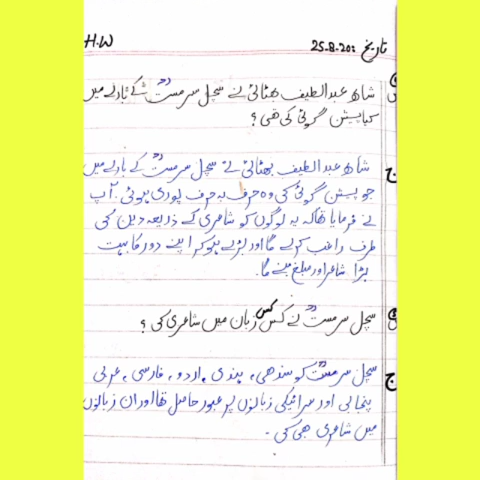 H.W
تاریخ 25.8.20:
س شاہ عبدالطیف بھٹائی نے سچل سرمستؒ کے بارے میں
کیا پیشن گوئی کی تھی؟
ج شاہ عبدالطیف بھٹائی نے سچل سرمستؒ کے بارے میں
جو پیشن گوئی کی وہ حرف بہ حرف پوری ہوئی۔ آپ
نے فرمایا تھا کہ یہ لوگوں کو شاعری کے ذریعہ دین کی
طرف راغب کرے گا اور بڑے ہوکر اپنے دور کا بہت
بڑا شاعر اور مبلغ بنے گا۔
س سچل سرمستؒ نے کس کس زبان میں شاعری کی؟
ج سچل سرمستؒ کو سندھی، ہندی، اردو، فارسی، عربی
پنجابی اور سرائیکی زبانوں پر عبور حاصل تھا اور ان زبانوں
میں شاعری بھی کی۔